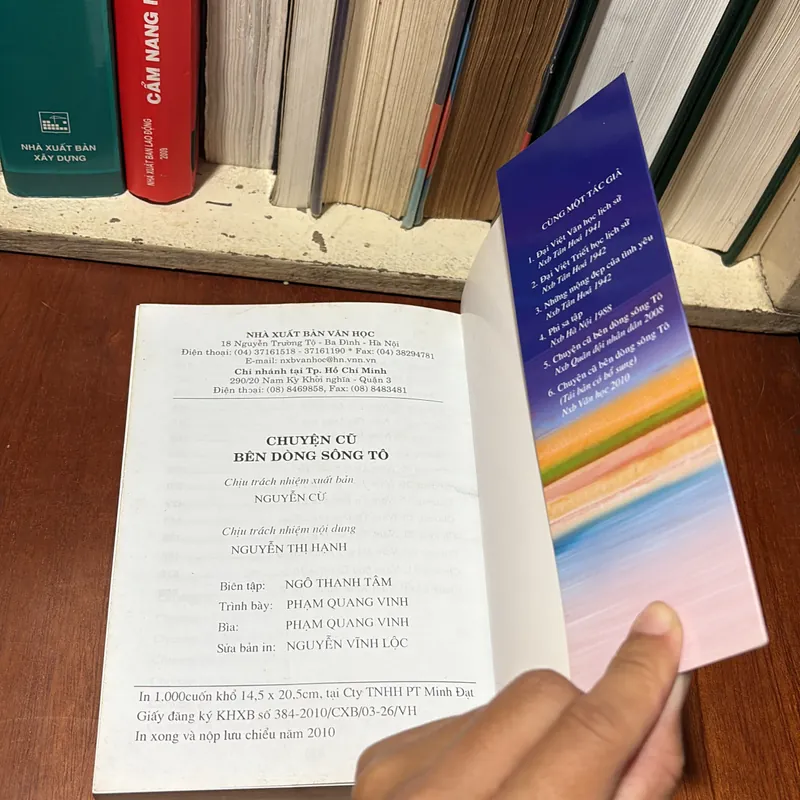 NHÀ XUẤT BẢN
XÂY DỰNG
CẨM NANG
NHÀ XUẤT BẢN LAO ĐỘNG
2009
NHÀ XUẤT BẢN VĂN HỌC
18 Nguyễn Trường Tộ - Ba Đình - Hà Nội
Điện thoại: (04) 37161518 - 37161190 * Fax: (04) 38294781
E-mail: nxbvanhoc@hn.vnn.vn
Chi nhánh tại Tp. Hồ Chí Minh
290/20 Nam Kỳ Khởi nghĩa - Quận 3
Điện thoại: (08) 8469858, Fax: (08) 8483481
CHUYỆN CŨ
BÊN DÒNG SÔNG TÔ
Chịu trách nhiệm xuất bản
NGUYỄN CỪ
Chịu trách nhiệm nội dung
NGUYỄN THỊ HẠNH
Biên tập: NGÔ THANH TÂM
Trình bày: PHẠM QUANG VINH
Bìa: PHẠM QUANG VINH
Sửa bản in: NGUYỄN VĨNH LỘC
In 1.000cuốn khổ 14,5 x 20,5cm, tại Cty TNHH PT Minh Đạt
Giấy đăng ký KHXB số 384-2010/CXB/03-26/VH
In xong và nộp lưu chiểu năm 2010
CÙNG MỘT TÁC GIẢ
1. Đại Việt Văn học lịch sử
Nxb Tân Hoá 1941
2. Đại Việt Triết học lịch sử
Nxb Tân Hoá 1942
3. Những mộng đẹp của tình yêu
Nxb Tân Hoá 1942
4. Phi sa tập
Nxb Hà Nội 1988
5. Chuyện cũ bên dòng sông Tô
Nxb Quân đội nhân dân 2008
6. Chuyện cũ bên dòng sông Tô
(Tái bản có bổ sung)
Nxb Văn học 2010